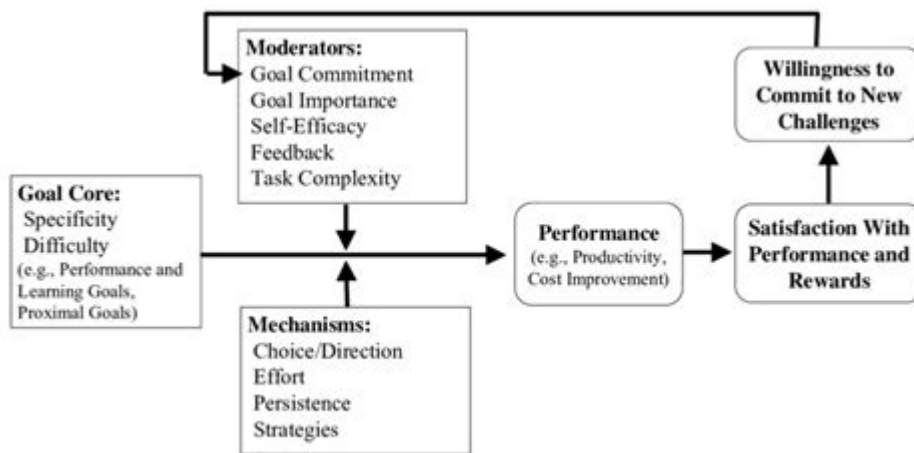 Moderators:
Goal Commitment
Goal Importance
Self-Efficacy
Feedback
Task Complexity
Willingness to
Commit to New
Challenges
Goal Core:
Specificity
Difficulty
(e.g., Performance and
Learning Goals,
Proximal Goals)
Performance
(e.g., Productivity,
Cost Improvement)
Satisfaction With
Performance and
Rewards
Mechanisms:
Choice/Direction
Effort
Persistence
Strategies